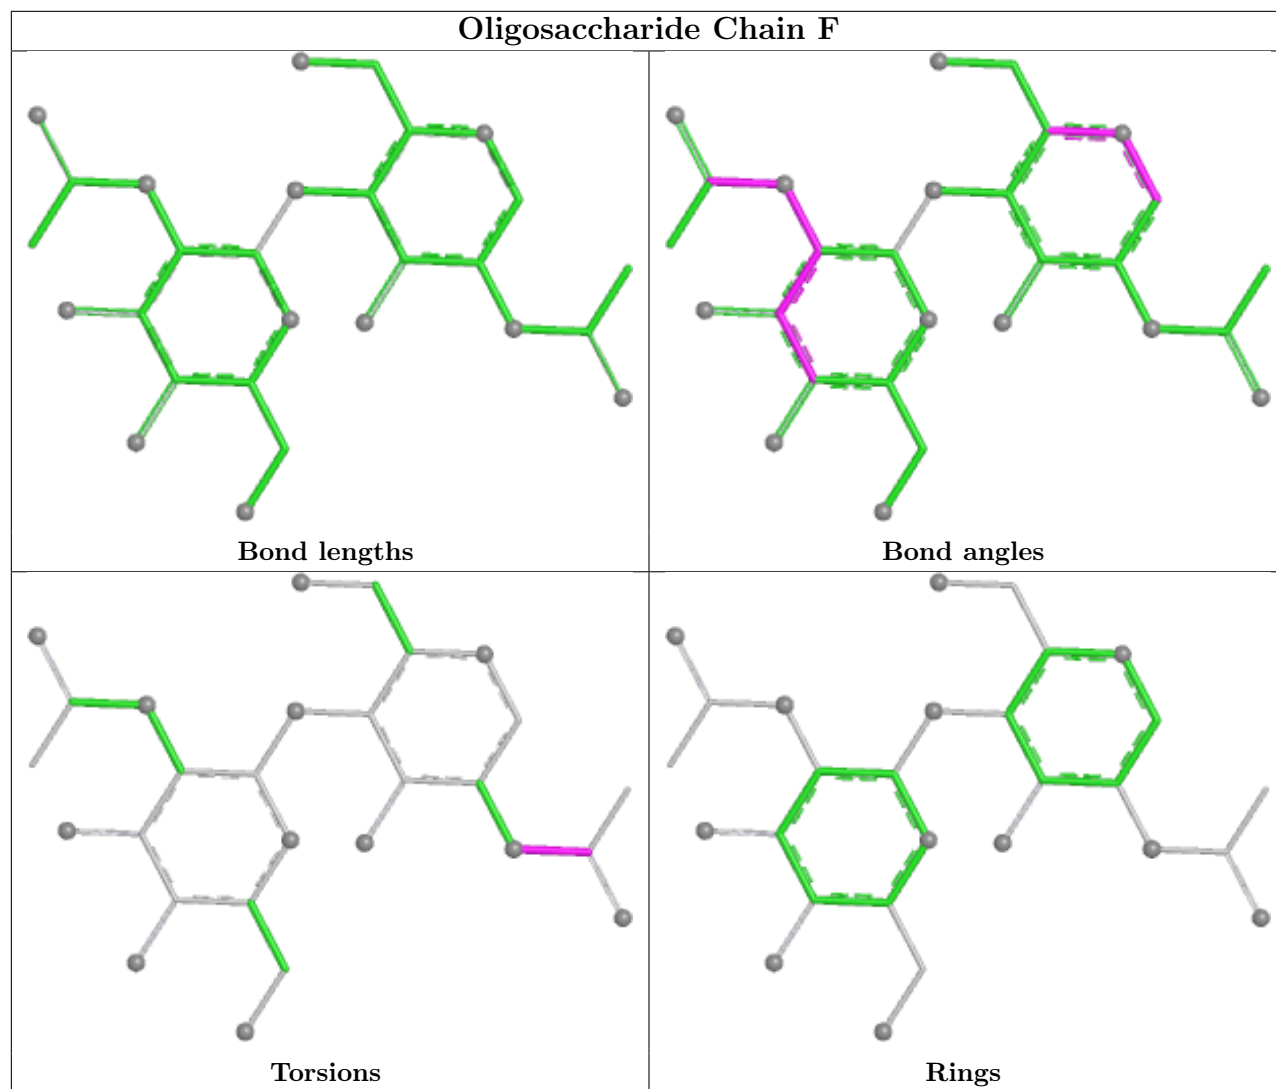 Oligosaccharide Chain F
Bond lengths
Bond angles
Torsions
Rings